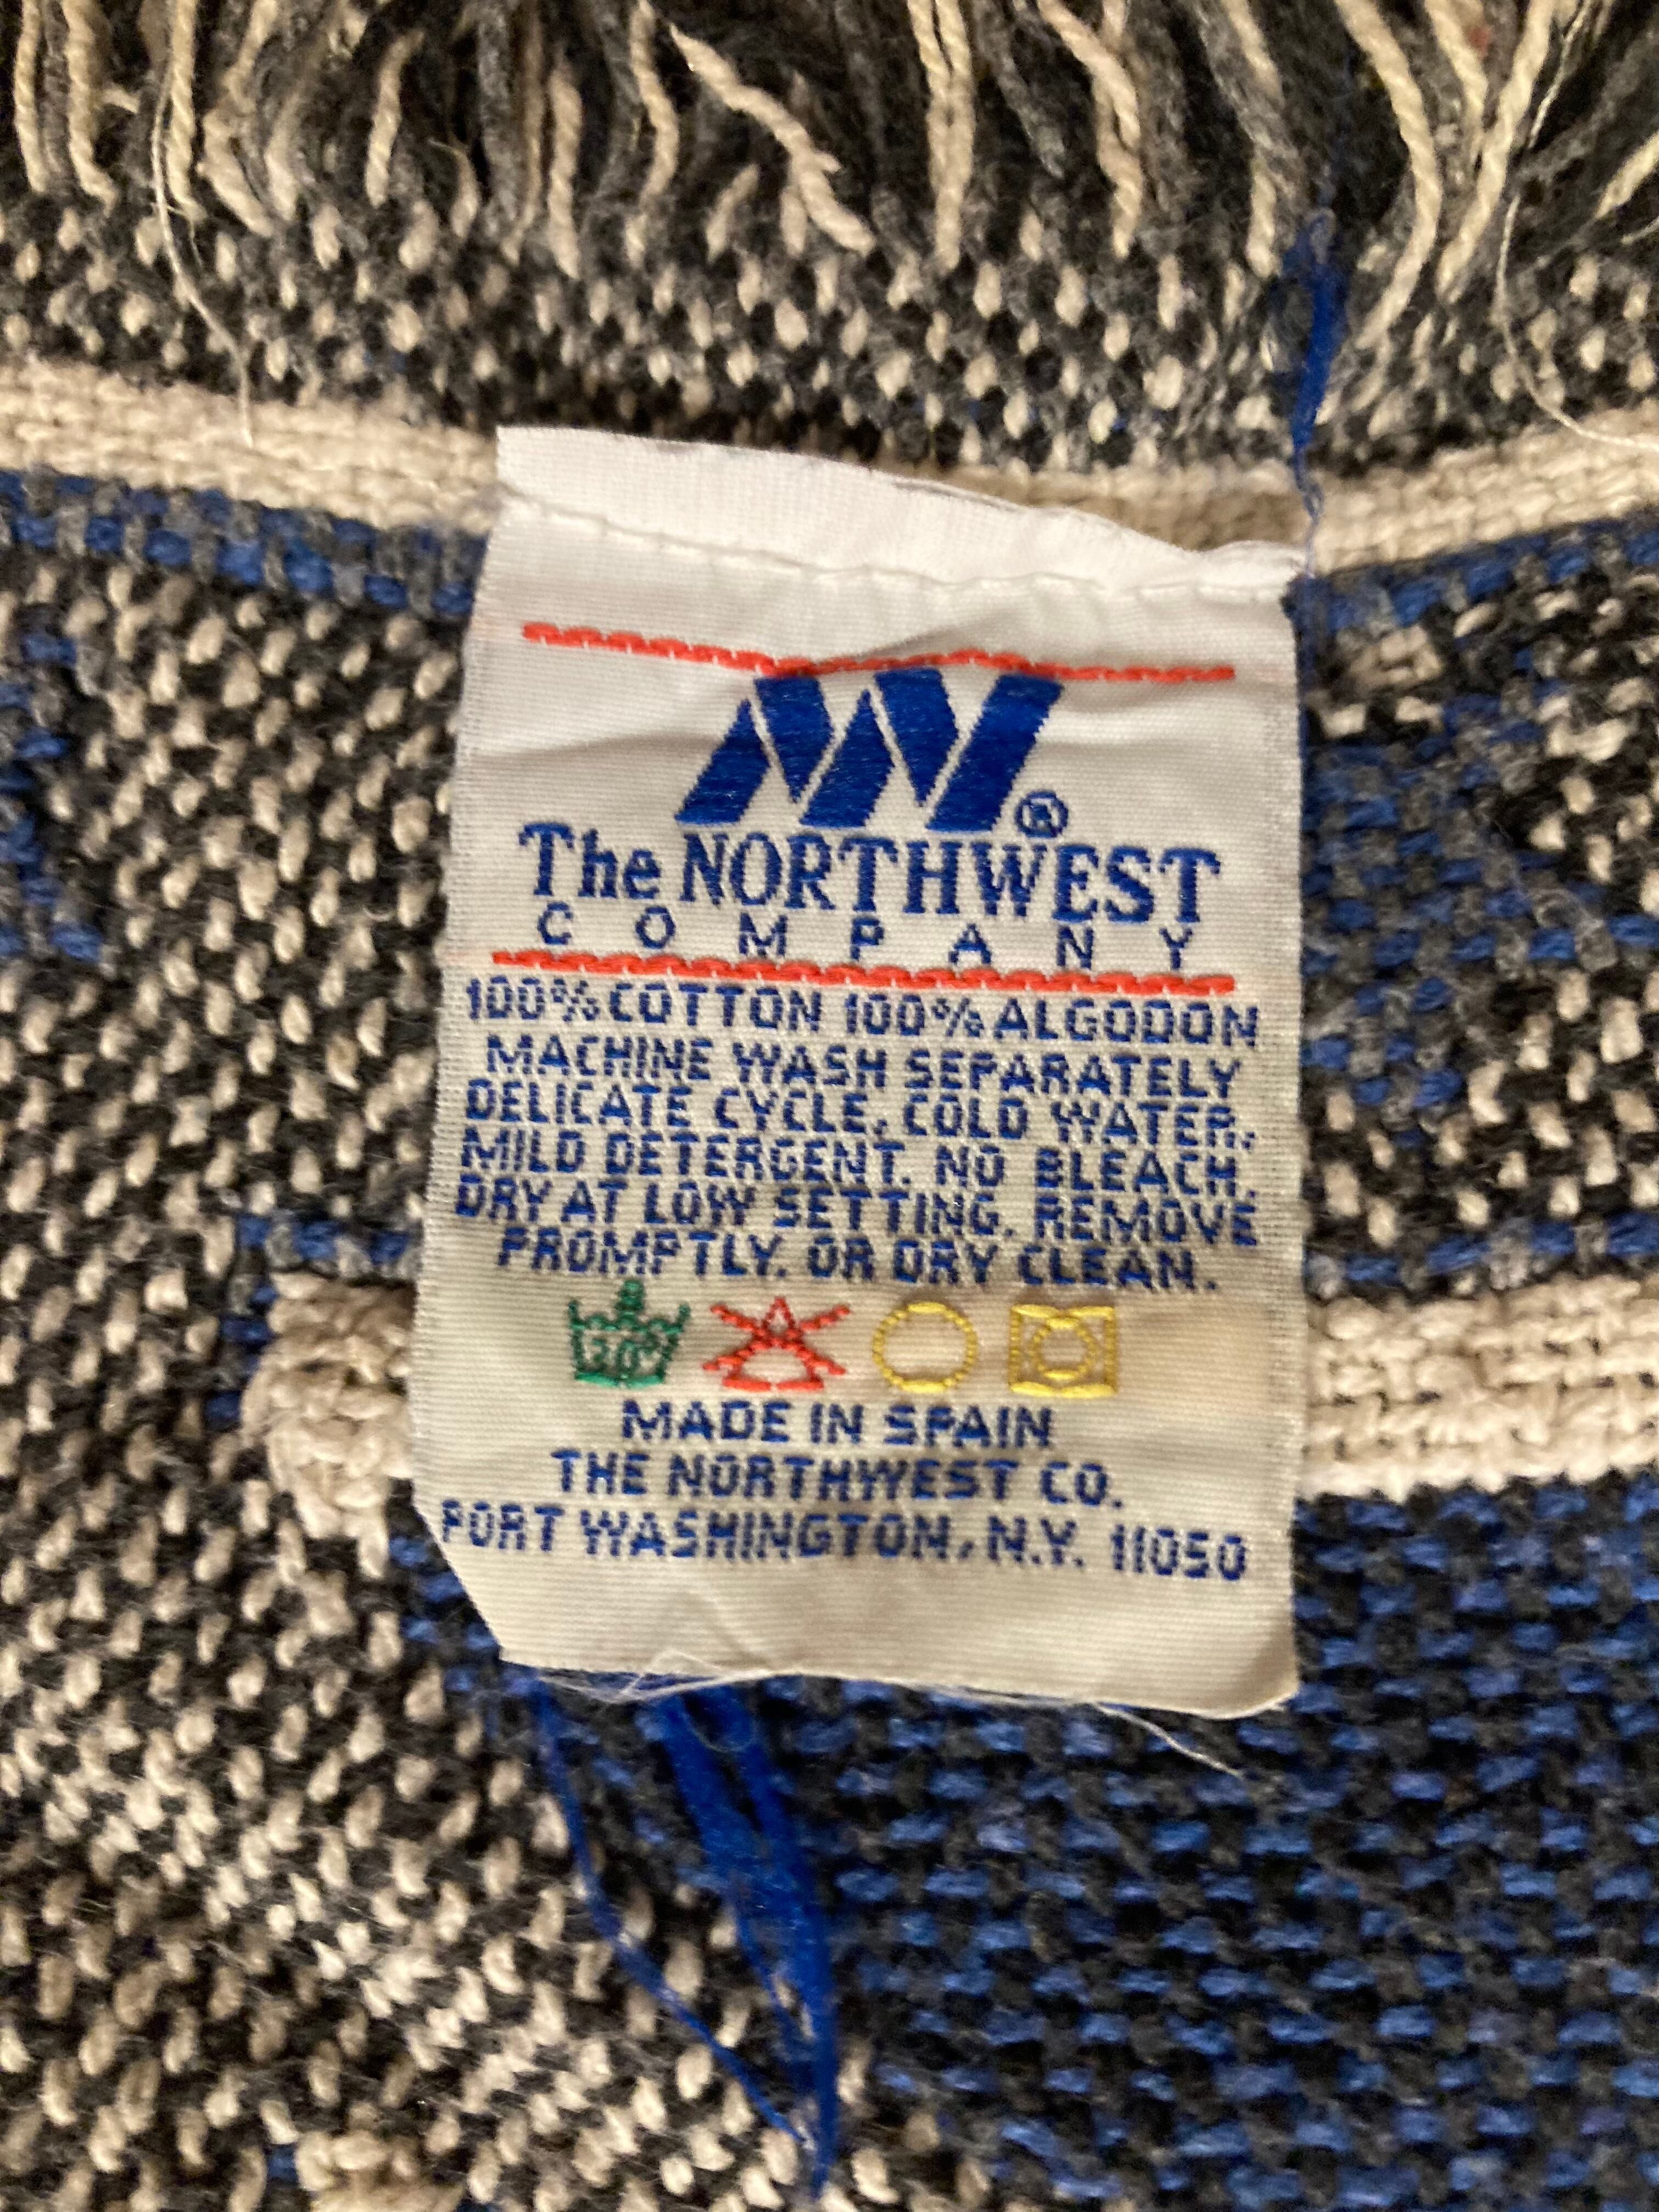 ®
The NORTHWEST
COMPANY
100% COTTON 100% ALGODON
MACHINE WASH SEPARATELY
DELICATE CYCLE, COLD WATER,
MILD DETERGENT. NO BLEACH,
DRY AT LOW SETTING. REMOVE
PROMPTLY. OR DRY CLEAN.
30°
MADE IN SPAIN
THE NORTHWEST CO.
PORT WASHINGTON, N.Y. 11050